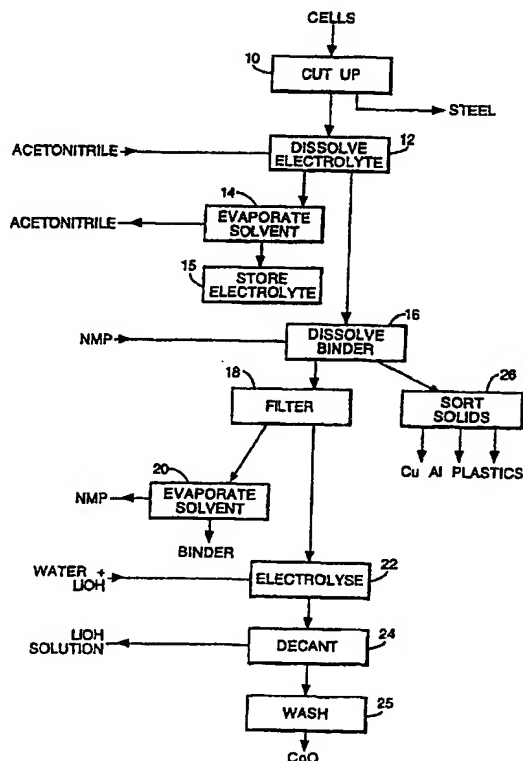 CELLS
10
CUT UP
STEEL
ACETONITRILE
12
DISSOLVE
ELECTROLYTE
14
ACETONITRILE
EVAPORATE
SOLVENT
15
STORE
ELECTROLYTE
16
NMP
DISSOLVE
BINDER
18
FILTER
26
SORT
SOLIDS
Cu Al PLASTICS
20
NMP
EVAPORATE
SOLVENT
BINDER
WATER +
LiOH
ELECTROLYSE
22
LiOH
SOLUTION
DECANT
24
WASH
25
CoO